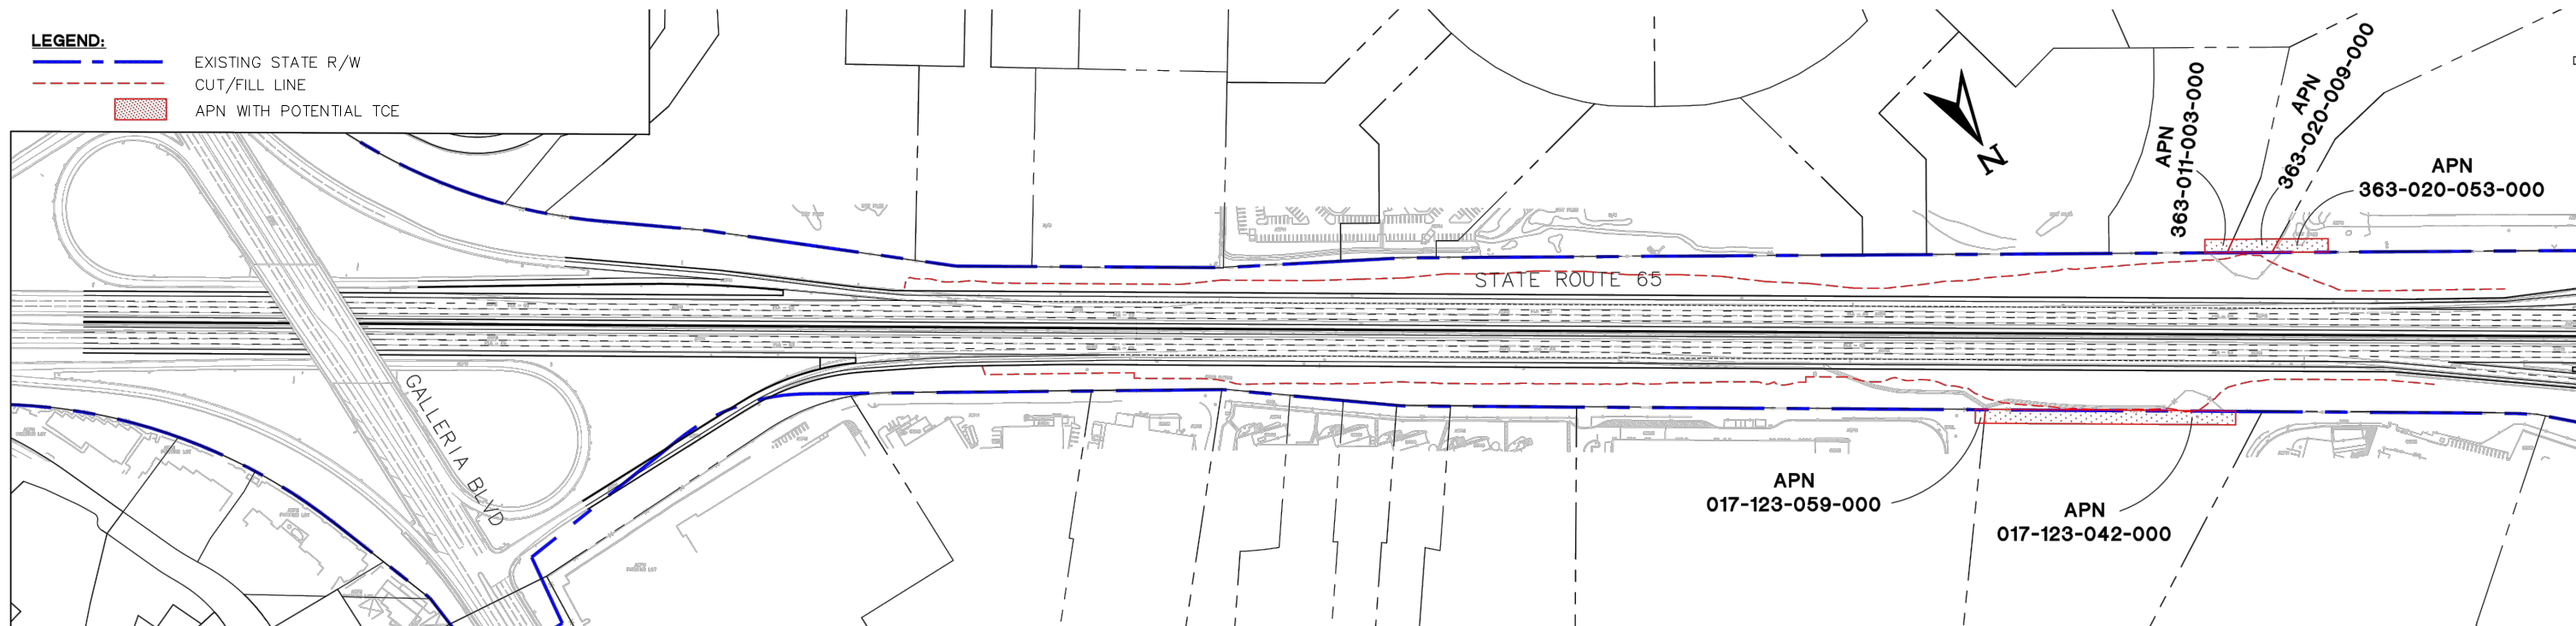 LEGEND:
EXISTING STATE R/W
CUT/FILL LINE
APN WITH POTENTIAL TCE
N
APN
363-011-003-000
APN
363-020-009-000
APN
363-020-053-000
STATE ROUTE 65
GALLERIA BLVD
APN
017-123-059-000
APN
017-123-042-000